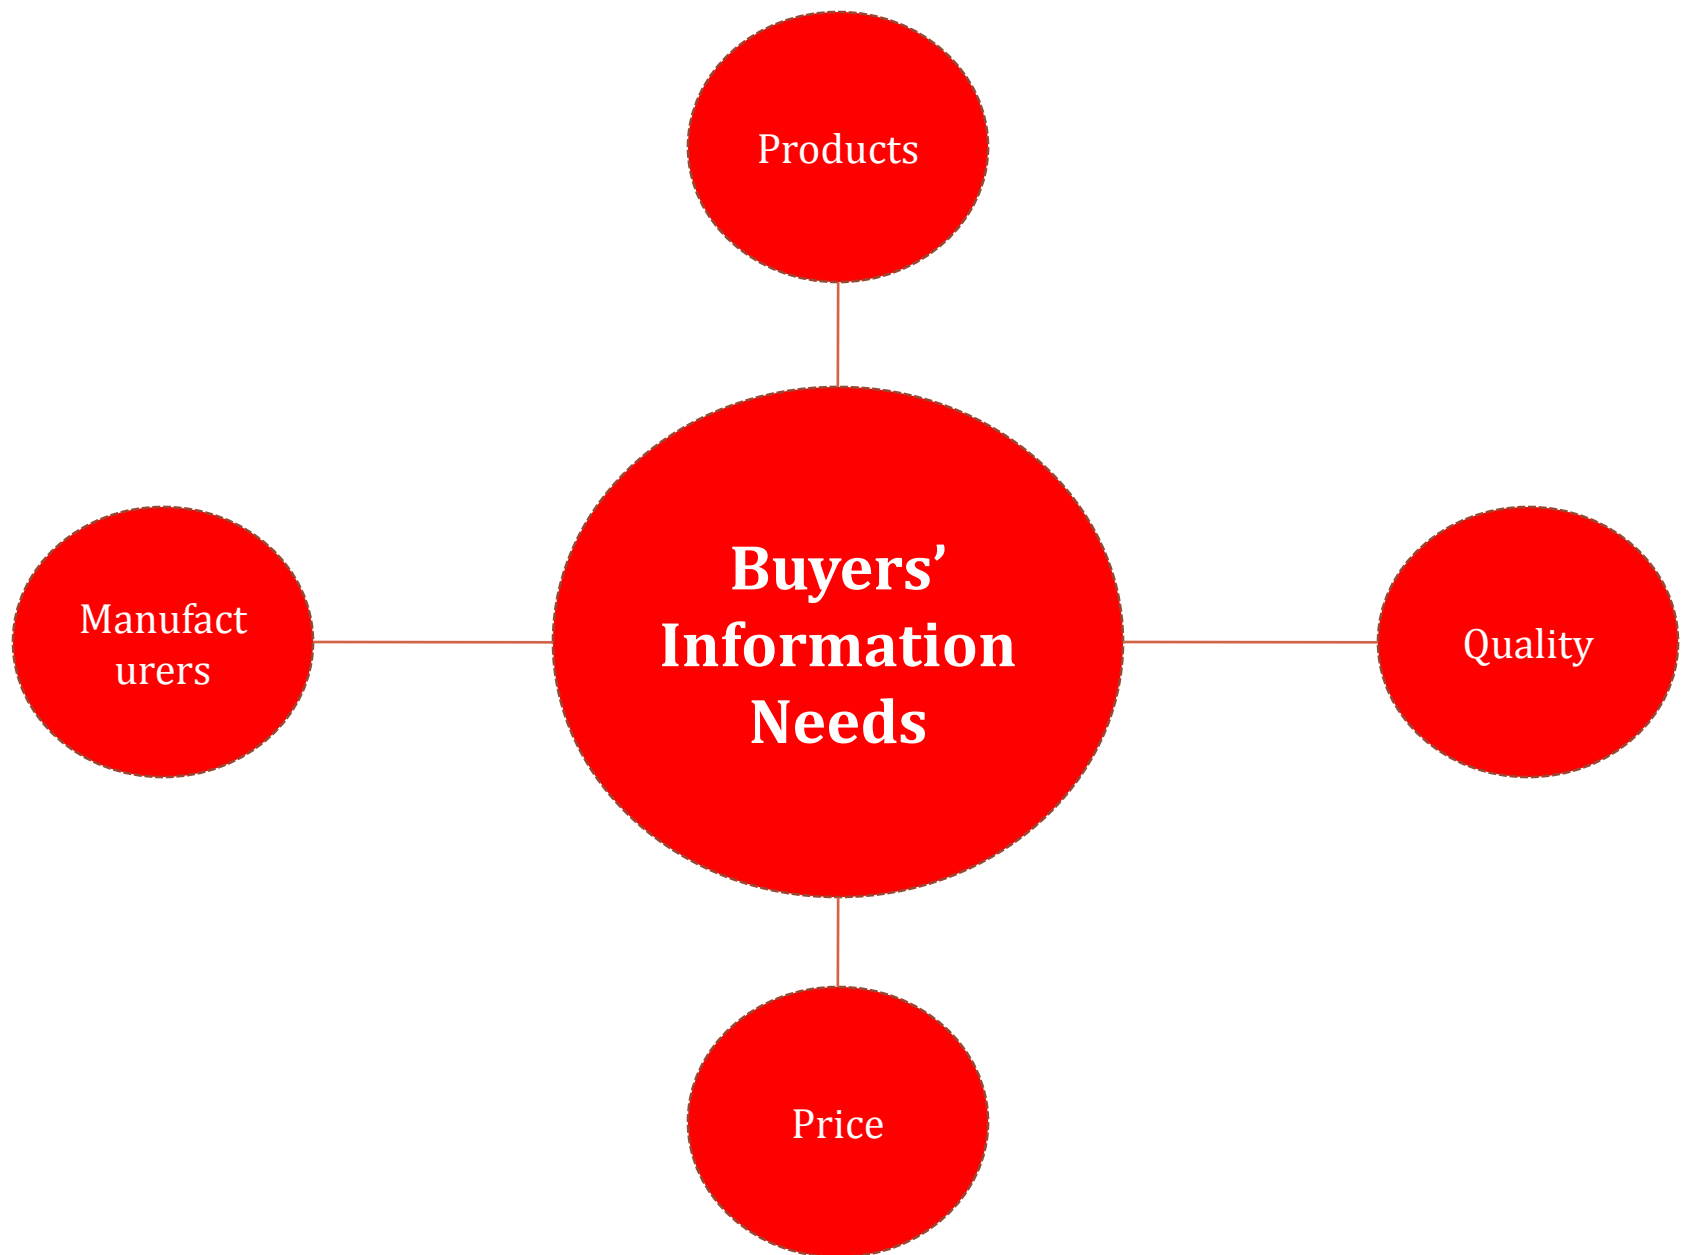 Products
Buyers’
Information
Needs
Manufact
urers
Quality
Price